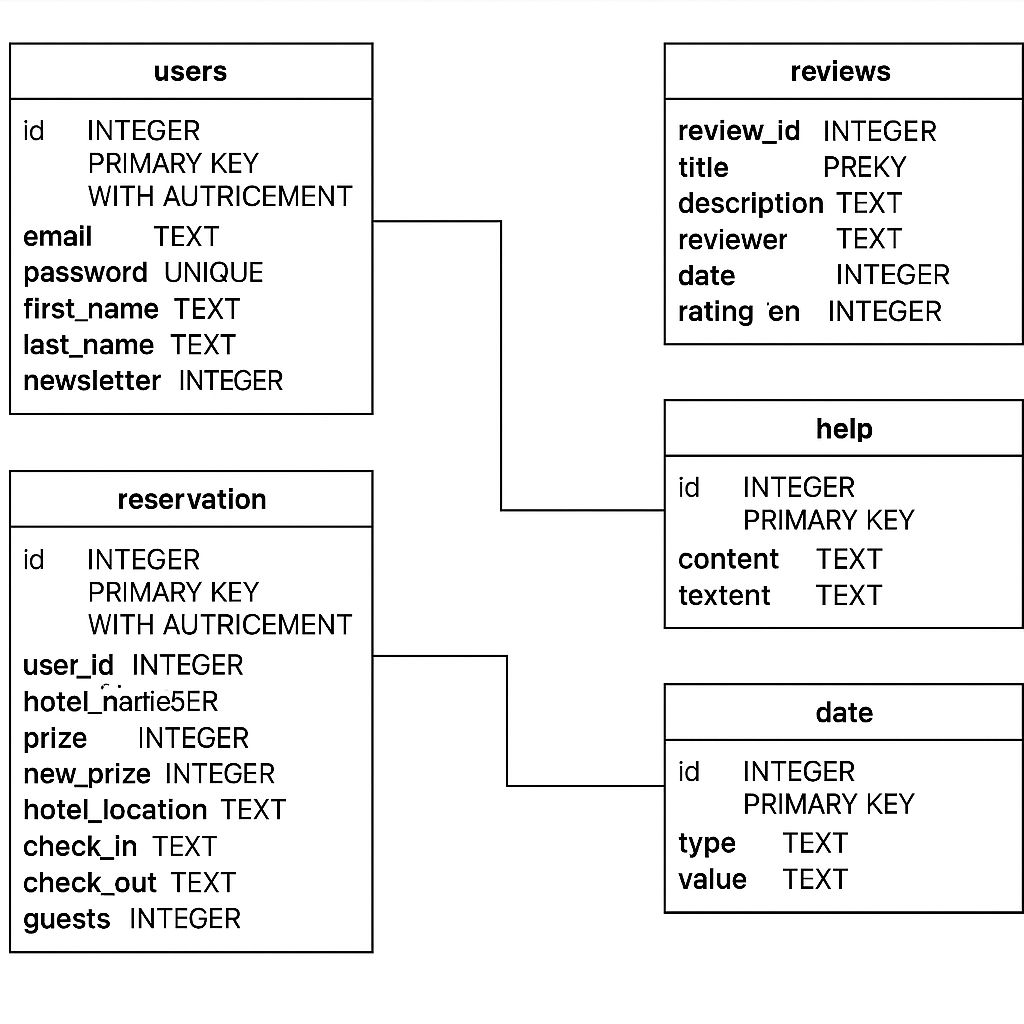 users
id INTEGER
PRIMARY KEY
WITH AUTRICEMENT
email TEXT
password UNIQUE
first_name TEXT
last_name TEXT
newsletter INTEGER
reservation
id INTEGER
PRIMARY KEY
WITH AUTRICEMENT
user_id INTEGER
prize INTEGER
new_prize INTEGER
hotel_location TEXT
check_in TEXT
check_out TEXT
guests INTEGER
reviews
review_id INTEGER
title PREKY
description TEXT
reviewer TEXT
date INTEGER
rating en INTEGER
help
id INTEGER
PRIMARY KEY
content TEXT
textent TEXT
date
id INTEGER
PRIMARY KEY
type TEXT
value TEXT